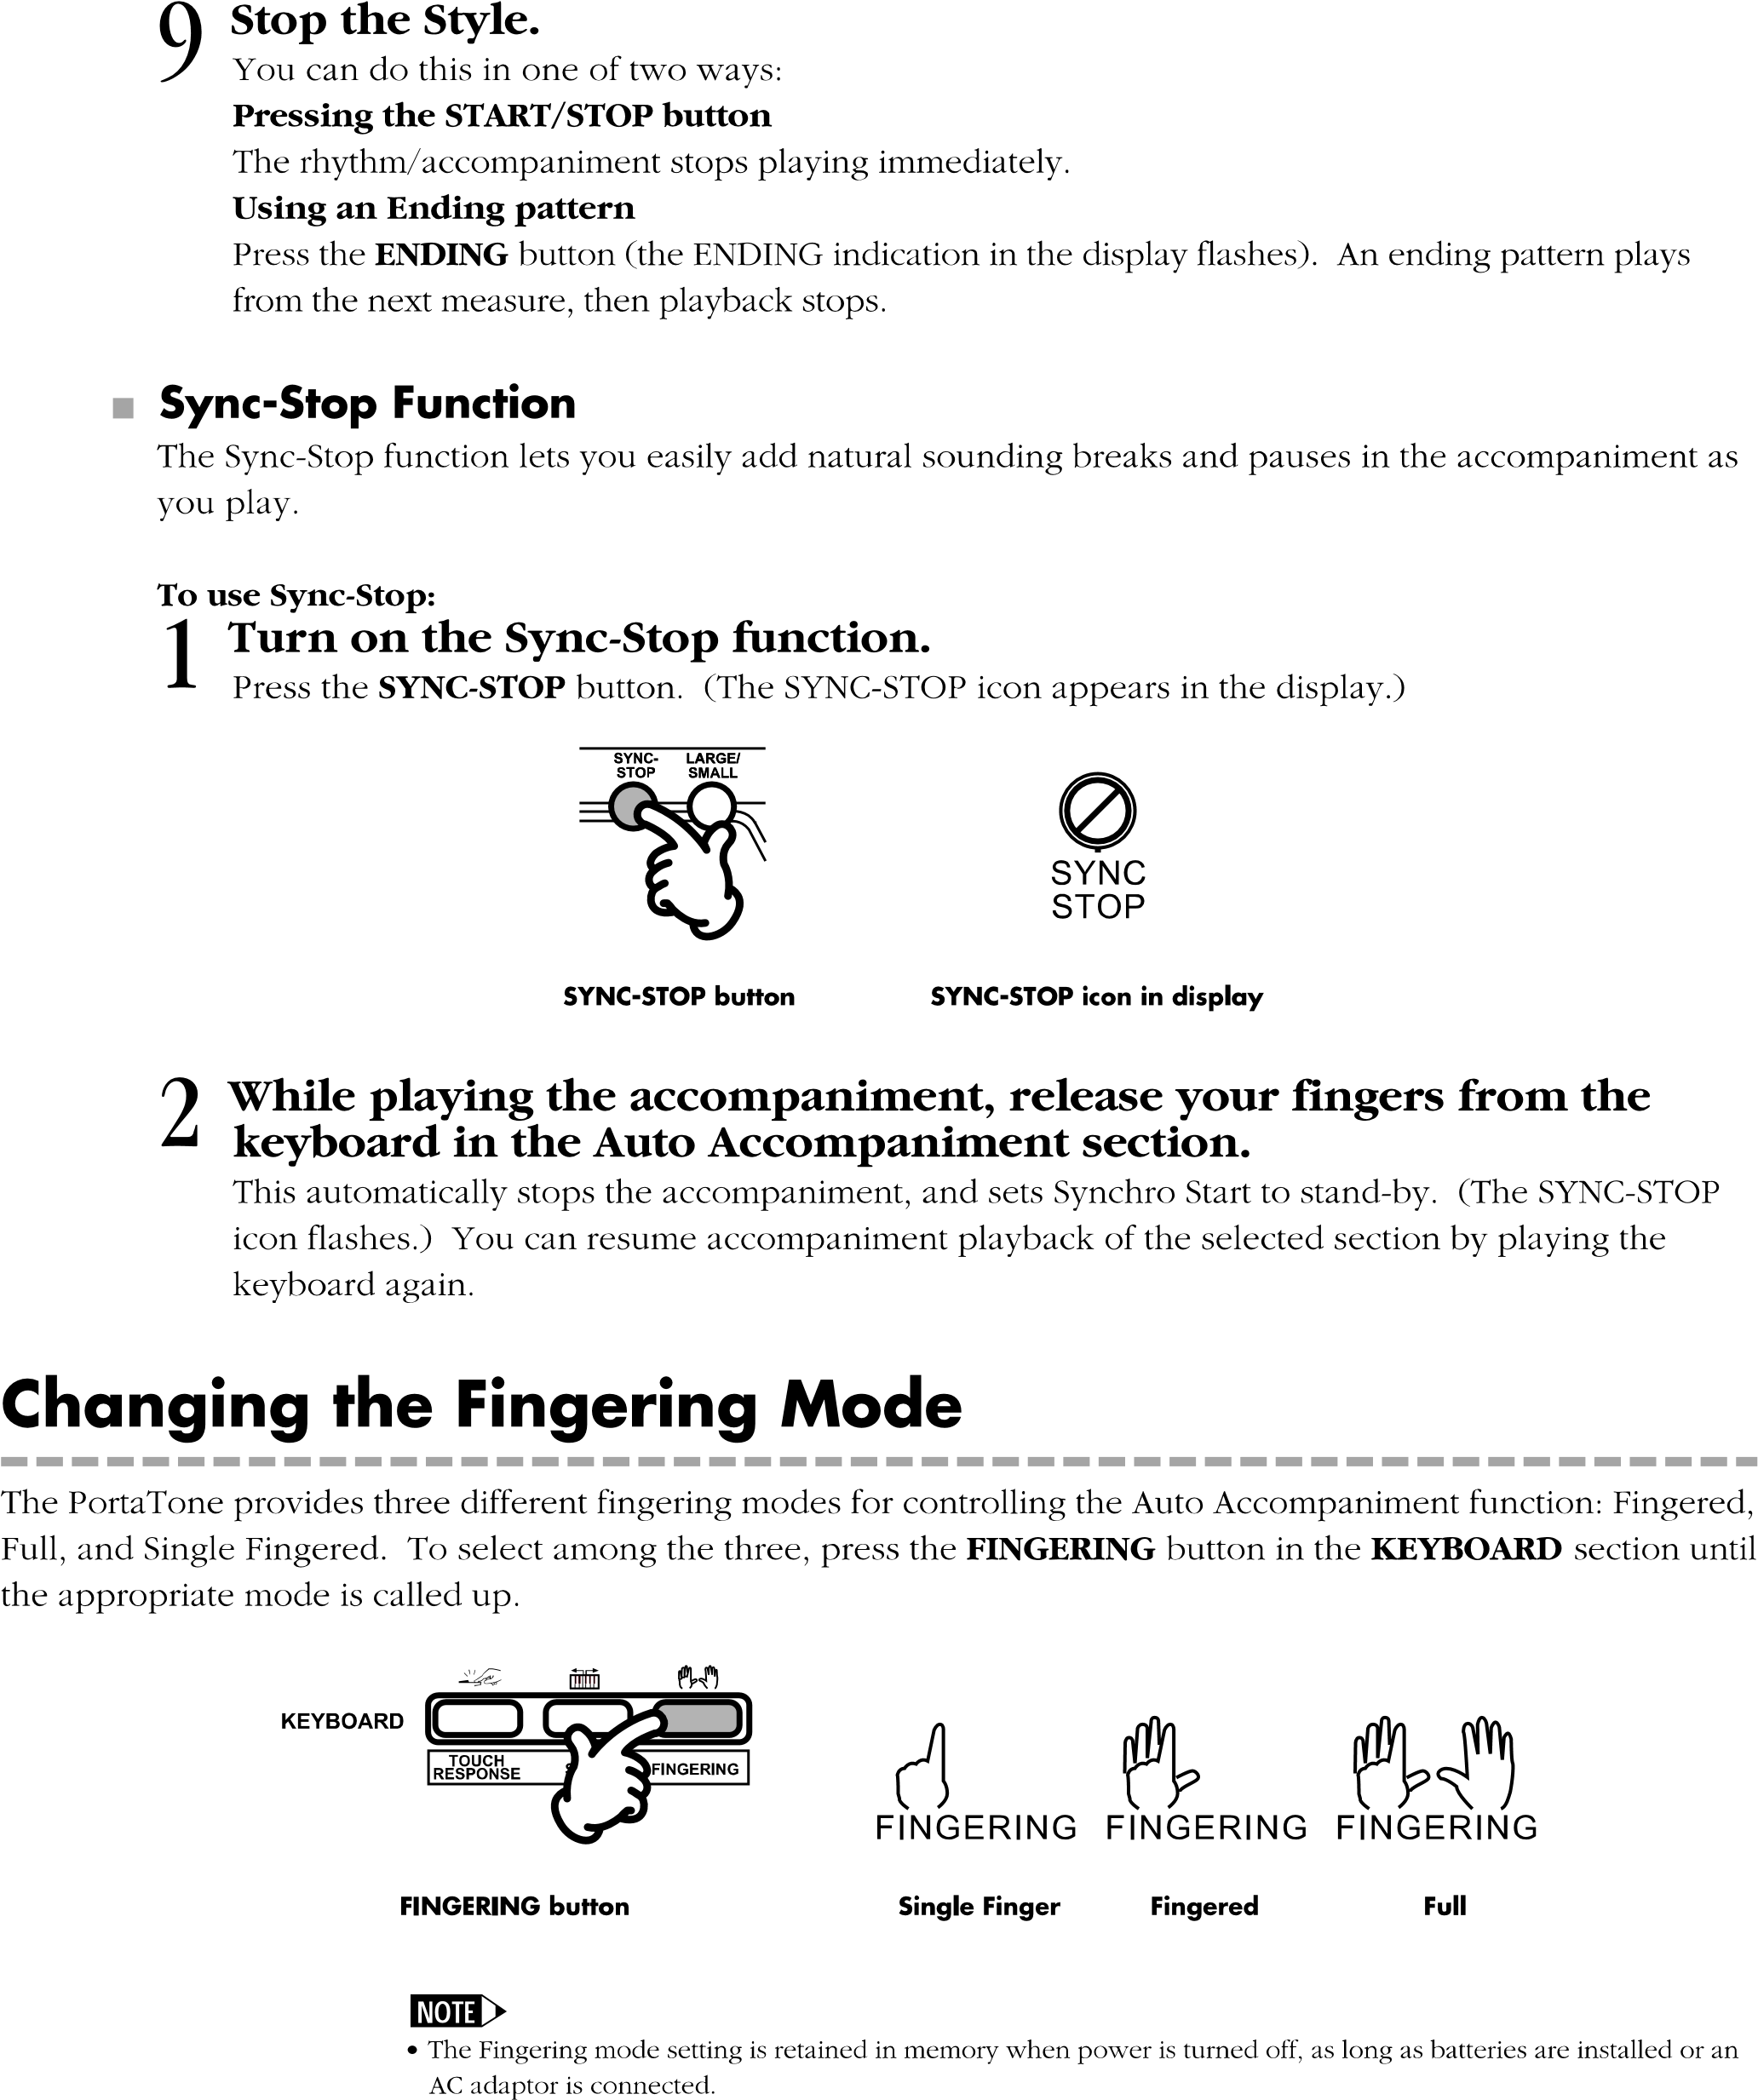 9 Stop the Style.
You can do this in one of two ways:
Pressing the START/STOP button
The rhythm/accompaniment stops playing immediately.
Using an Ending pattern
Press the ENDING button (the ENDING indication in the display flashes). An ending pattern plays
from the next measure, then playback stops.
Sync-Stop Function
The Sync-Stop function lets you easily add natural sounding breaks and pauses in the accompaniment as
you play.
To use Sync-Stop:
1 Turn on the Sync-Stop function.
Press the SYNC-STOP button. (The SYNC-STOP icon appears in the display.)
SYNC-
STOP
LARGE/
SMALL
SYNC
STOP
SYNC-STOP button
SYNC-STOP icon in display
2 While playing the accompaniment, release your fingers from the
keyboard in the Auto Accompaniment section.
This automatically stops the accompaniment, and sets Synchro Start to stand-by. (The SYNC-STOP
icon flashes.) You can resume accompaniment playback of the selected section by playing the
keyboard again.
Changing the Fingering Mode
The PortaTone provides three different fingering modes for controlling the Auto Accompaniment function: Fingered,
Full, and Single Fingered. To select among the three, press the FINGERING button in the KEYBOARD section until
the appropriate mode is called up.
KEYBOARD
TOUCH
RESPONSE
FINGERING
FINGERING
FINGERING
FINGERING
FINGERING button
Single Finger
Fingered
Full
NOTE
• The Fingering mode setting is retained in memory when power is turned off, as long as batteries are installed or an
AC adaptor is connected.